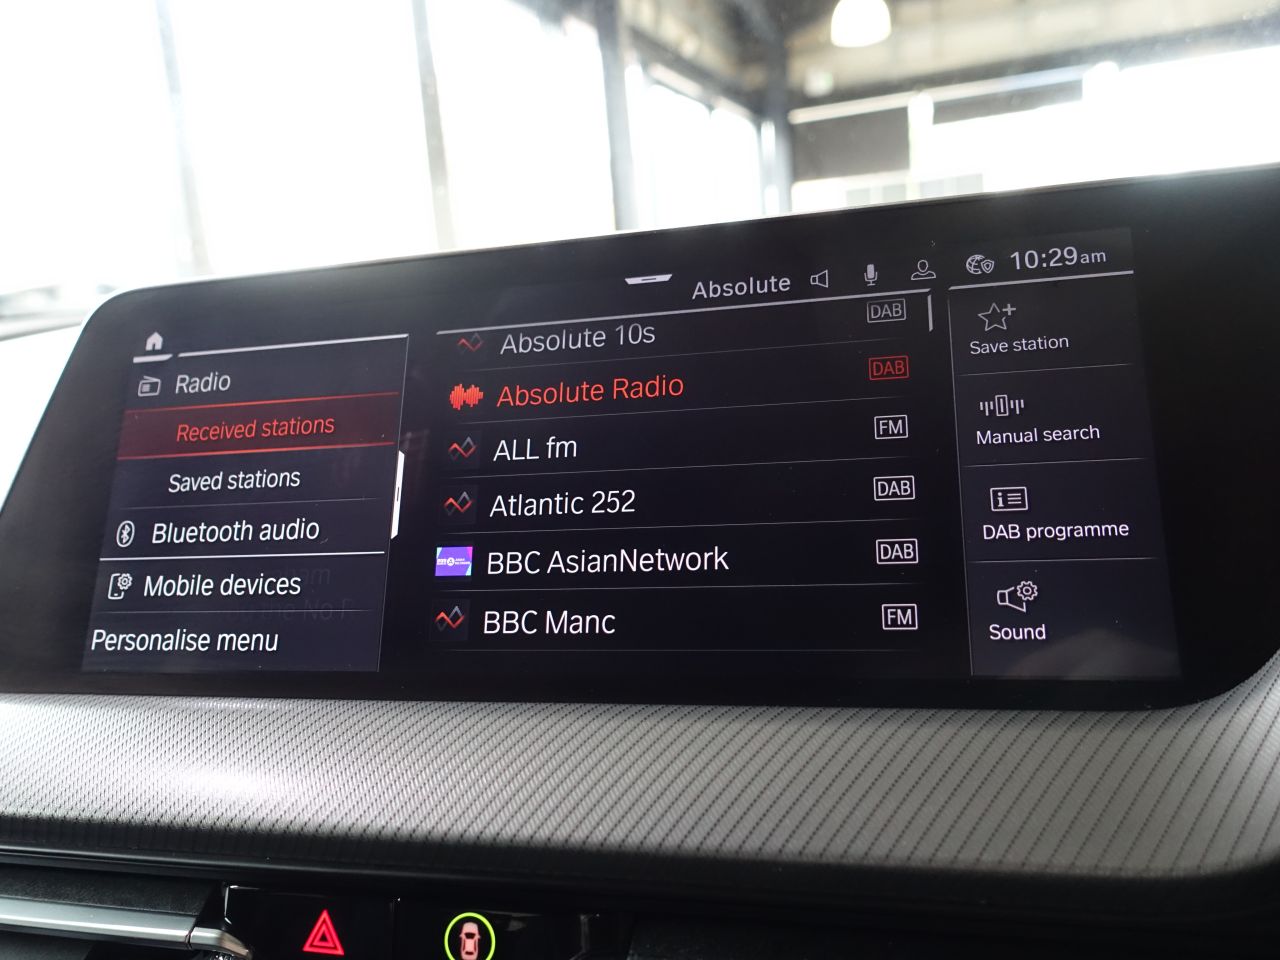 Absolute
10:29am
Radio
Received stations
Saved stations
Bluetooth audio
Mobile devices
Personalise menu
Absolute 10s DAB
Absolute Radio DAB
ALL fm FM
Atlantic 252 DAB
BBC AsianNetwork DAB
BBC Manc FM
Save station
Manual search
DAB programme
Sound